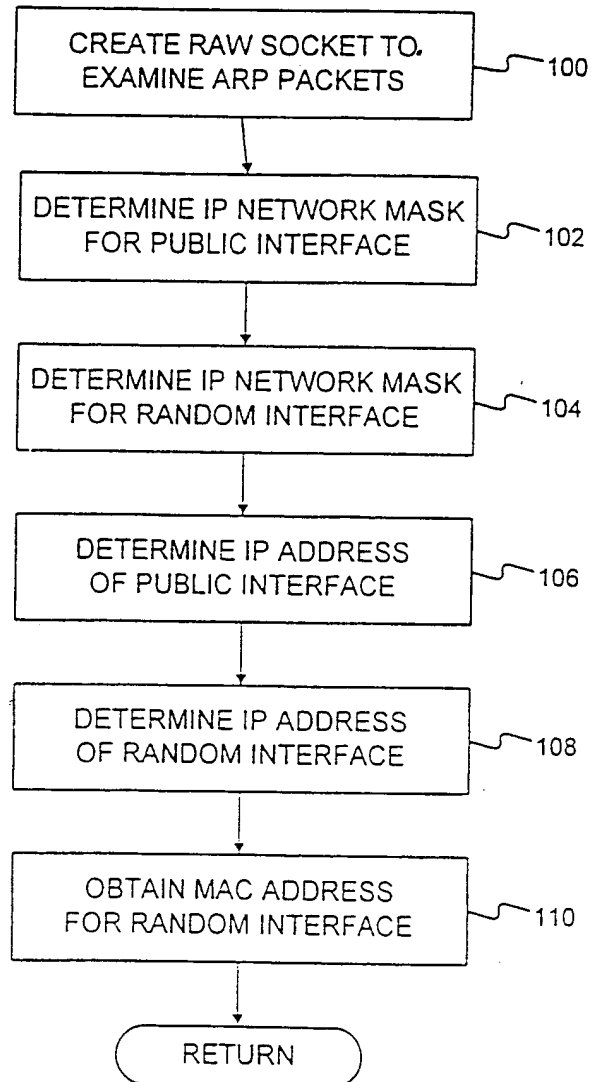 CREATE RAW SOCKET TO.
EXAMINE ARP PACKETS
100
DETERMINE IP NETWORK MASK
FOR PUBLIC INTERFACE
102
DETERMINE IP NETWORK MASK
FOR RANDOM INTERFACE
104
DETERMINE IP ADDRESS
OF PUBLIC INTERFACE
106
DETERMINE IP ADDRESS
OF RANDOM INTERFACE
108
OBTAIN MAC ADDRESS
FOR RANDOM INTERFACE
110
RETURN